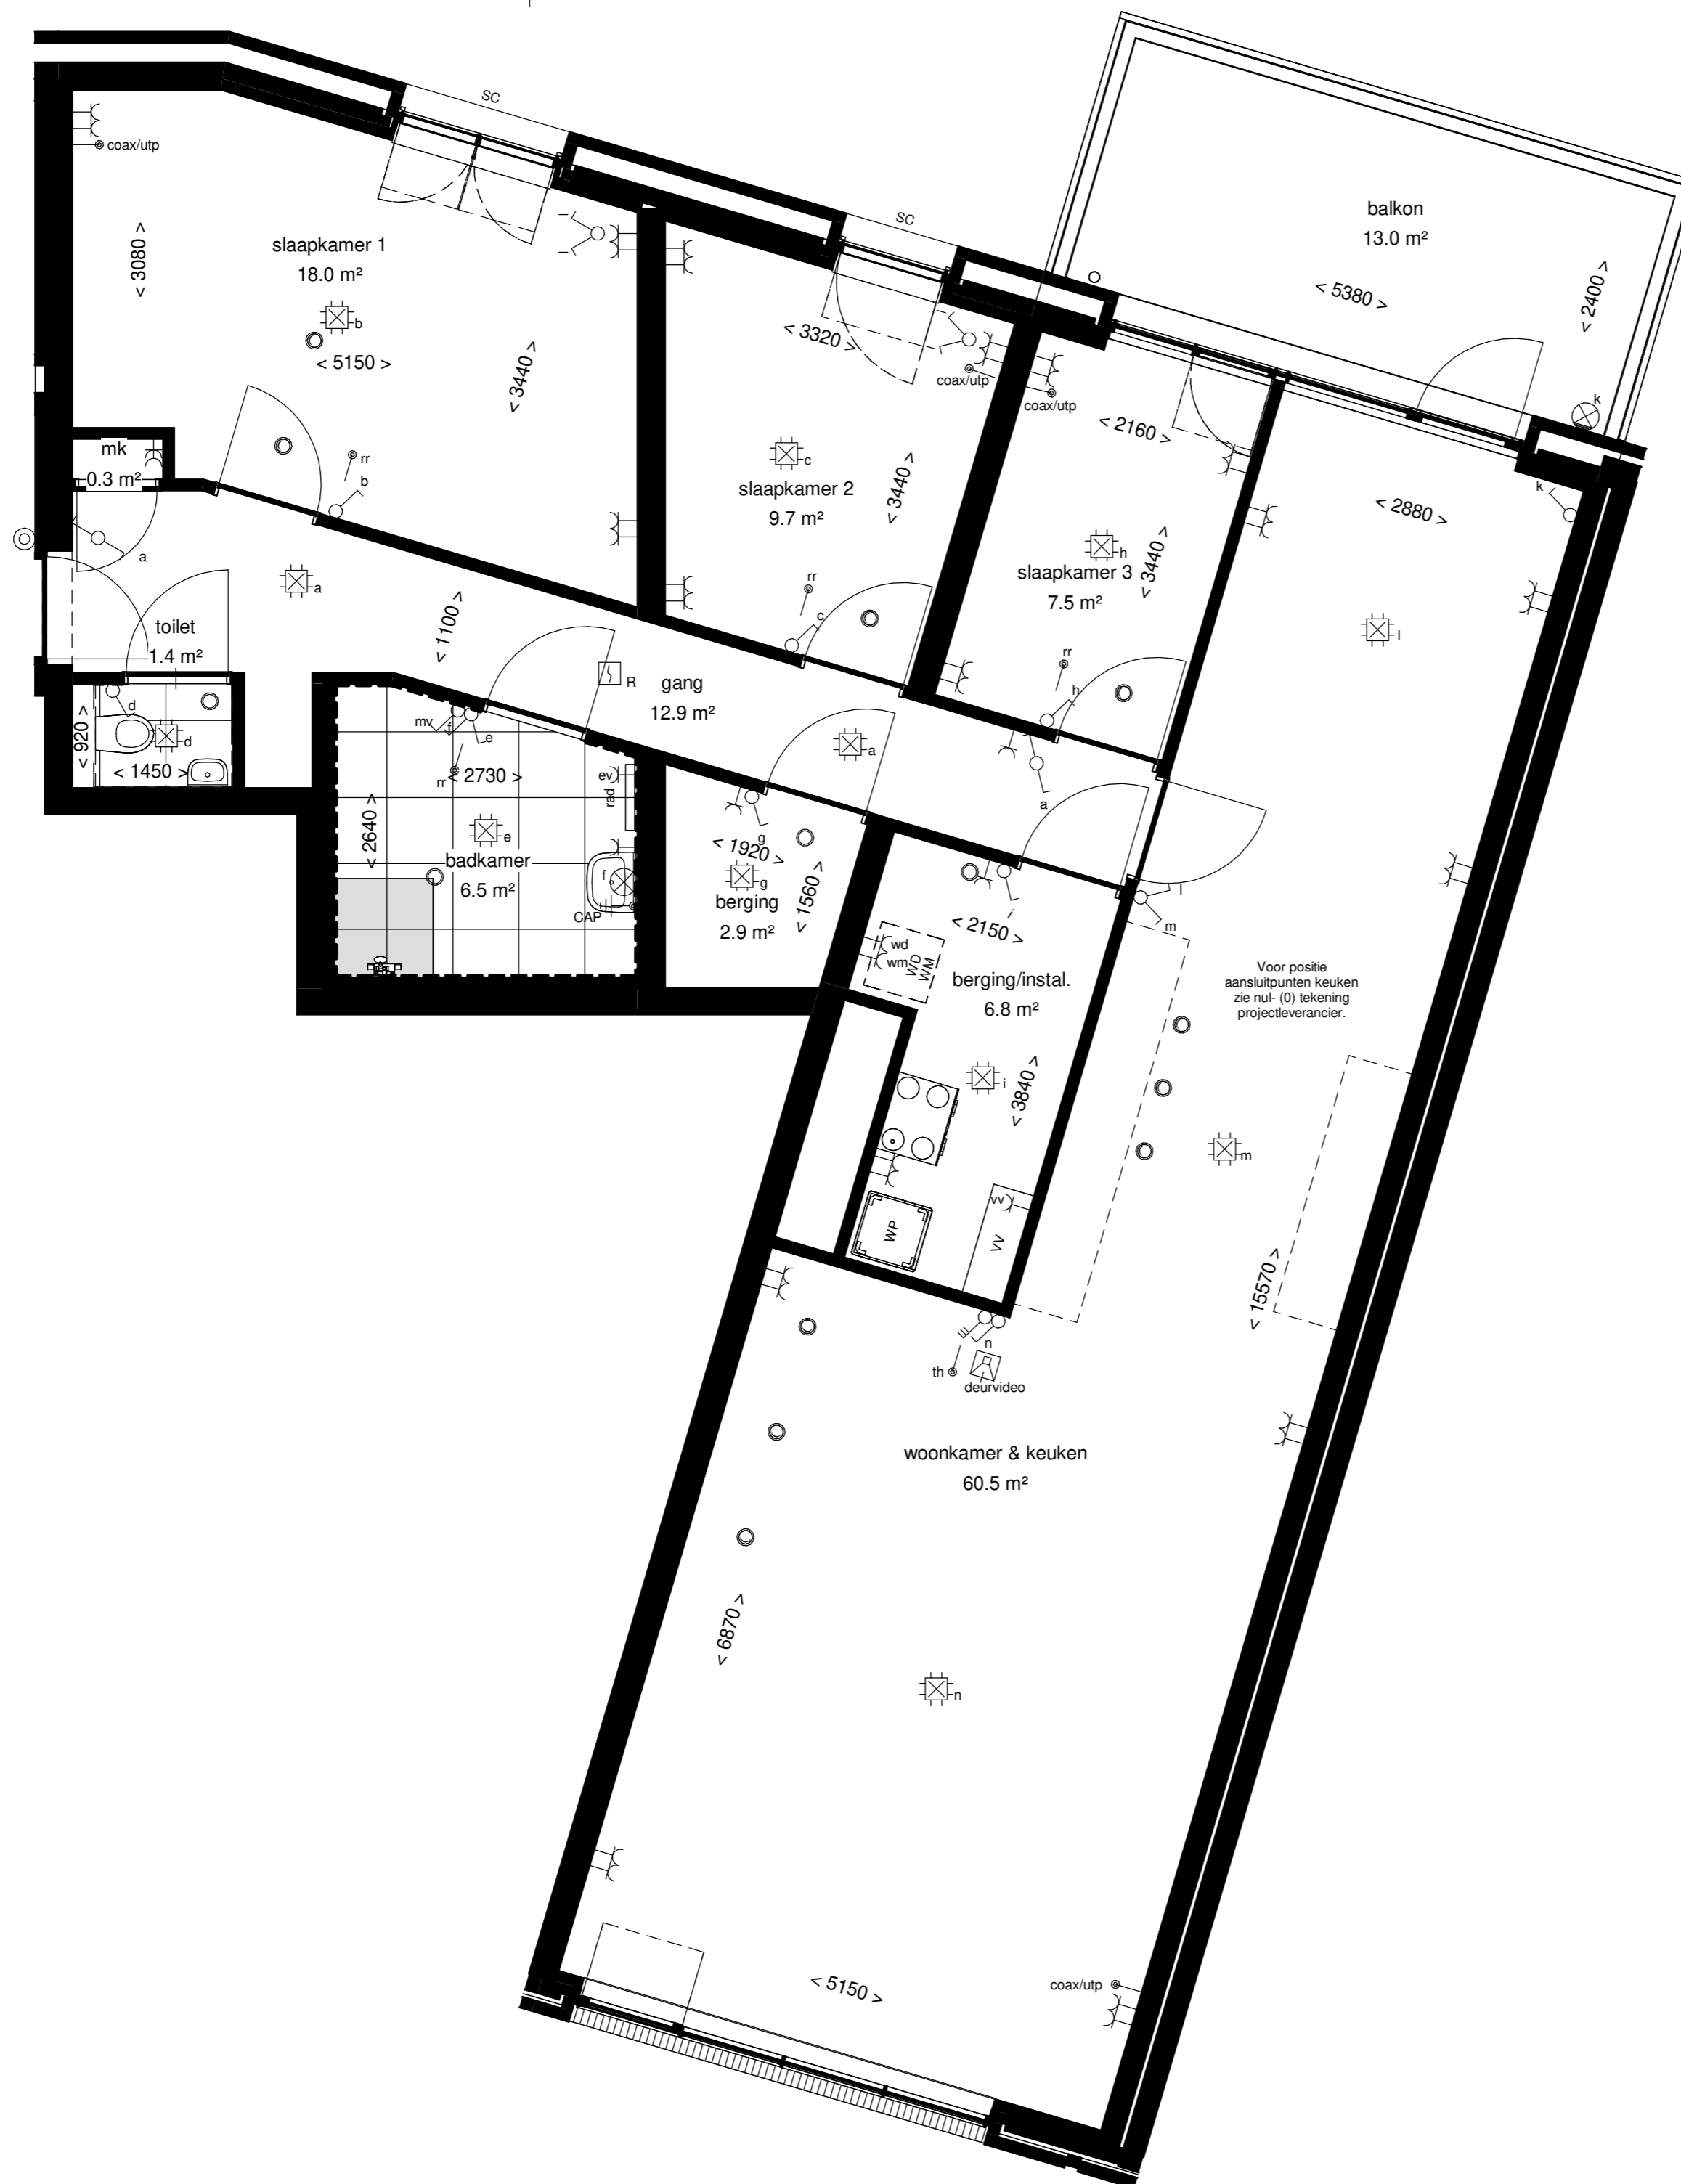 SC
coax/utp
< 3080 >
slaapkamer 1
18.0 m²
b
< 5150 >
< 3440 >
SC
balkon
13.0 m²
< 5380 >
< 2400 >
k
< 3320 >
coax/utp
coax/utp
< 2160 >
mk
0.3 m²
rr
b
a
c
slaapkamer 2
9.7 m²
< 3440 >
k
< 2880 >
h
slaapkamer 3
7.5 m²
< 3440 >
a
rr
c
toilet
1.4 m²
< 1100 >
l
rr
h
R
gang
12.9 m²
d
d
< 920 >
< 1450 >
mv
f
e
rr
< 2730 >
ev
rad
a
a
< 2640 >
e
badkamer
6.5 m²
f
CAP
g
< 1920 >
g
berging
2.9 m²
< 1560 >
l
m
i
< 2150 >
wd
wm
WD
WM
berging/instal.
6.8 m²
Voor positie
aansluitpunten keuken
zie nul- (0) tekening
projectleverancier.
i
< 3840 >
m
vv
VV
WP
< 15570 >
n
th
deurvideo
woonkamer & keuken
60.5 m²
< 6870 >
n
< 5150 >
coax/utp